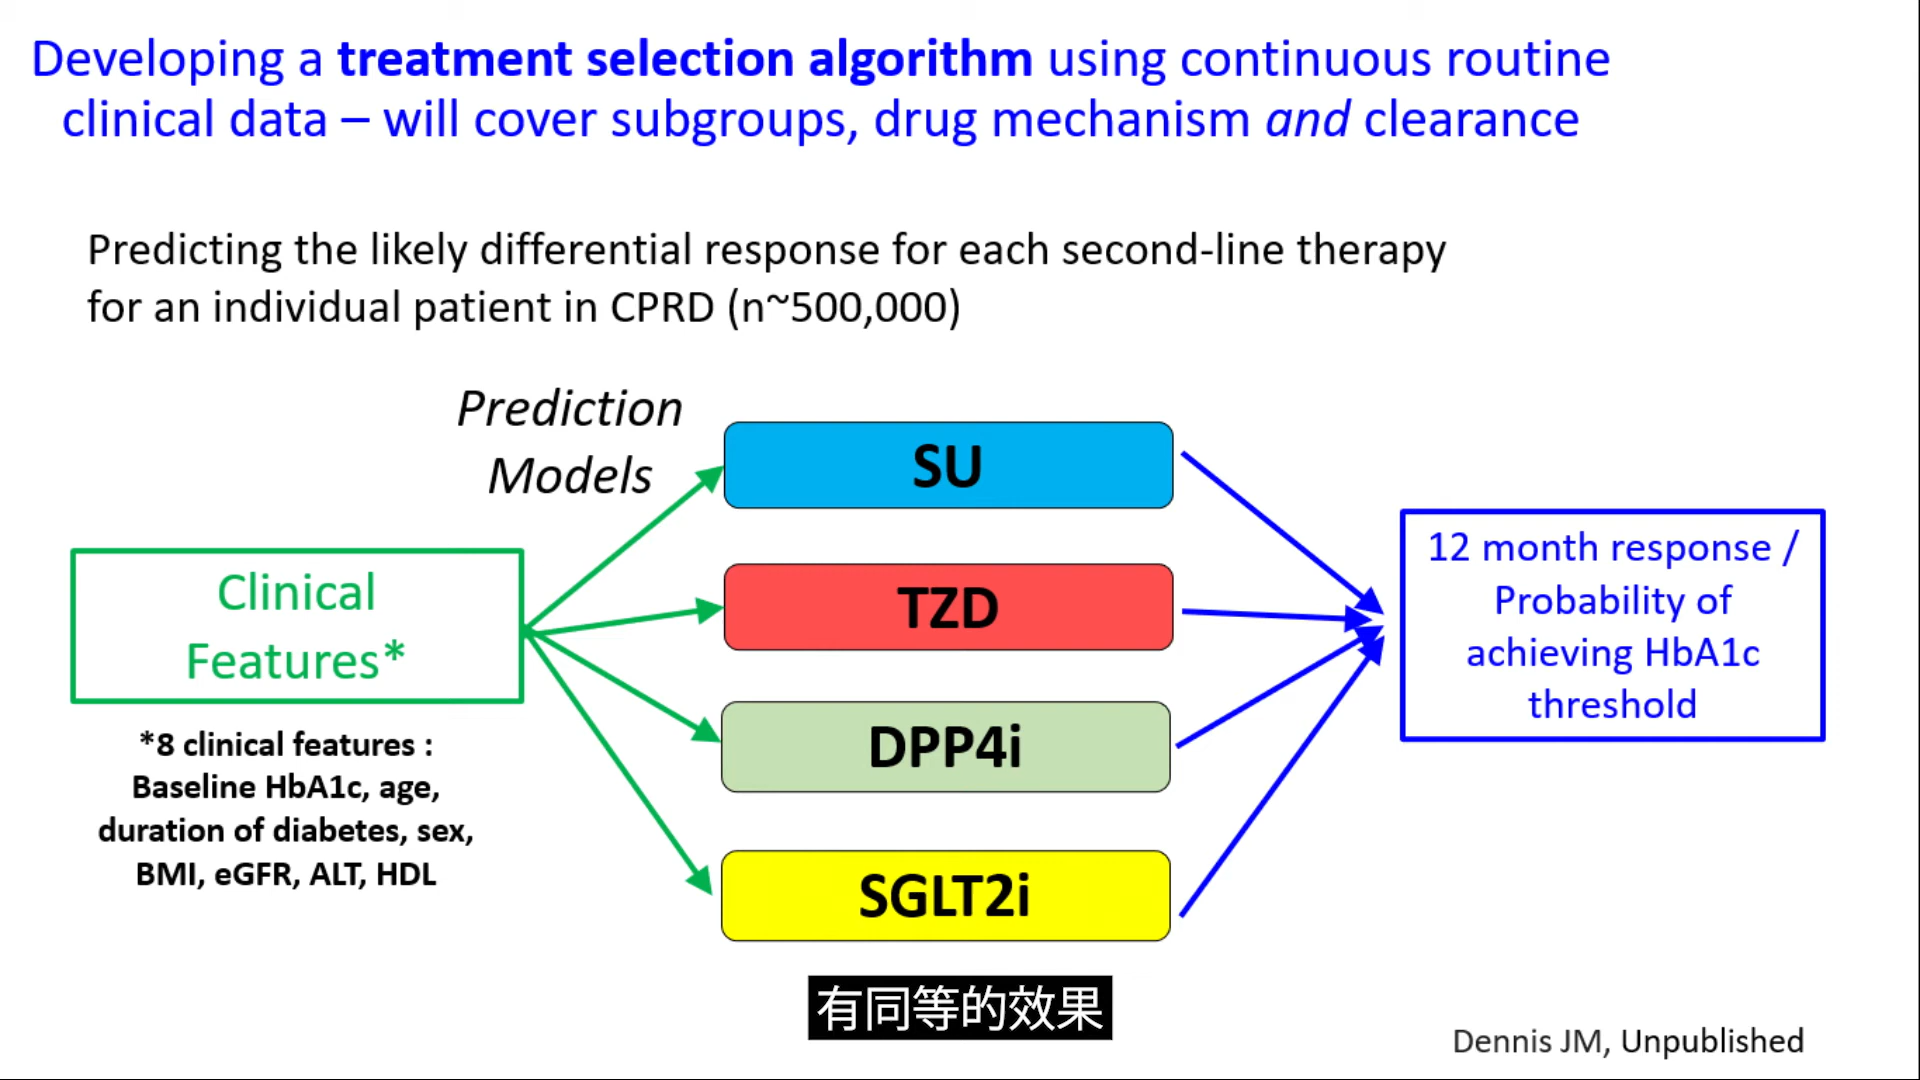 Developing a treatment selection algorithm using continuous routine
clinical data – will cover subgroups, drug mechanism and clearance
Predicting the likely differential response for each second-line therapy
for an individual patient in CPRD (n~500,000)
Prediction
Models
Clinical
Features*
*8 clinical features :
Baseline HbA1c, age,
duration of diabetes, sex,
BMI, eGFR, ALT, HDL
SU
TZD
DPP4i
SGLT2i
12 month response /
Probability of
achieving HbA1c
threshold
有同等的效果
Dennis JM, Unpublished